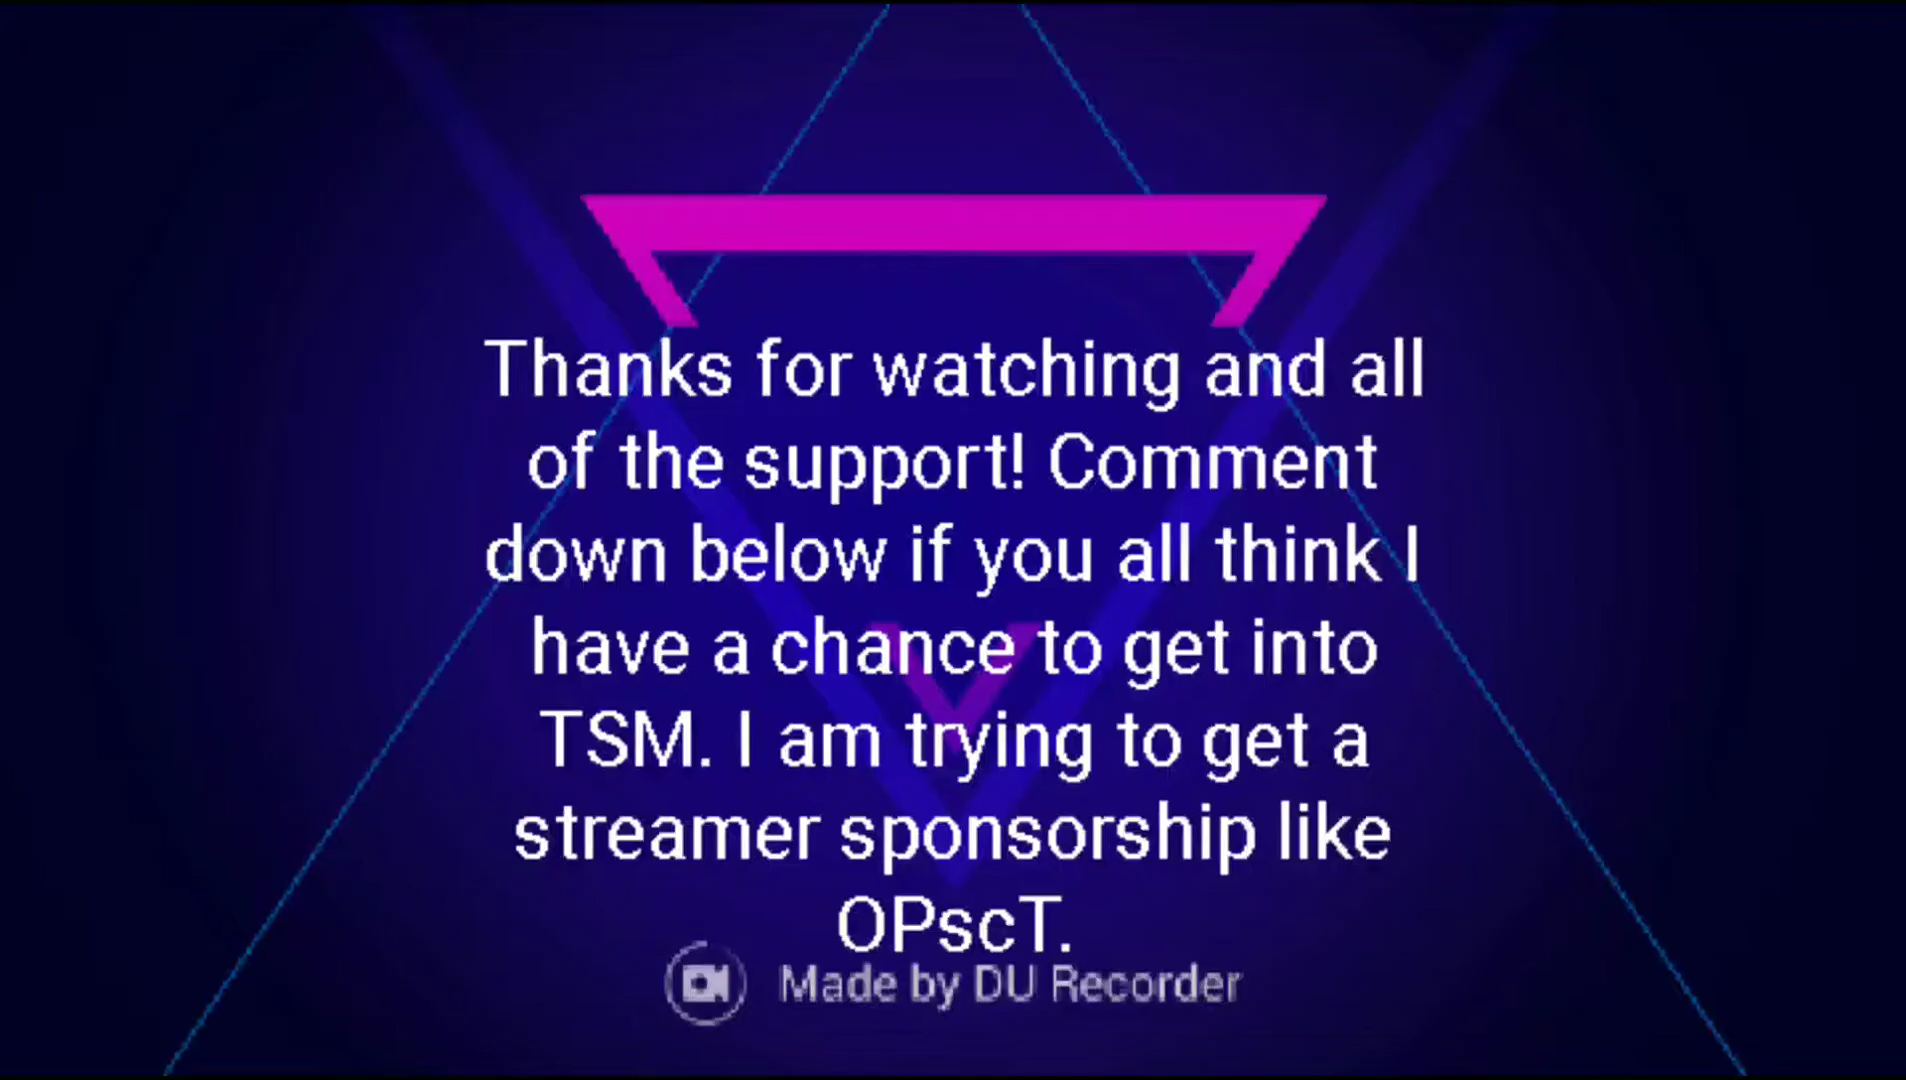 Thanks for watching and all
of the support! Comment
down below if you all think I
have a chance to get into
TSM. I am trying to get a
streamer sponsorship like
OPscT.
Made by DU Recorder